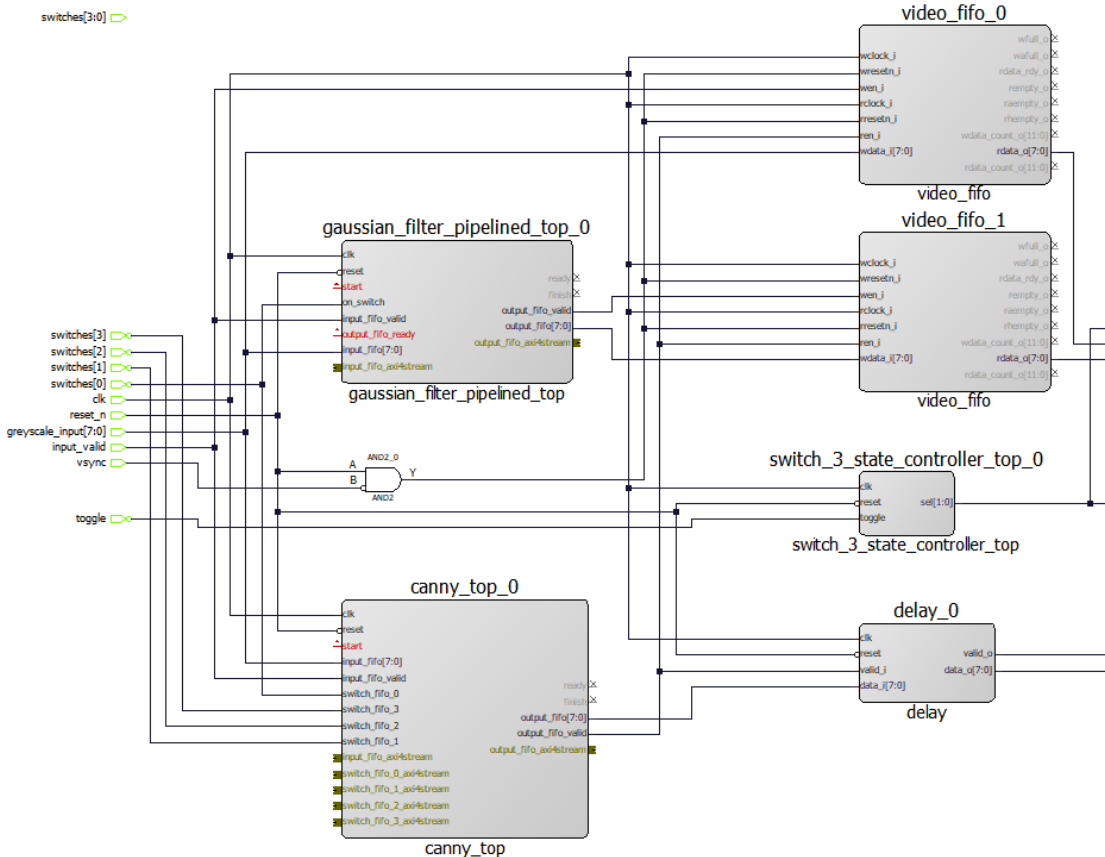 switches[3:0]
video_fifo_0
wclock_i
wresetn_i
wen_i
rclock_i
rresetn_i
ren_i
wdata_i[7:0]
wfull_o
wafull_o
rdata_rdy_o
rempty_o
raempty_o
rhempty_o
wdata_count_o[11:0]
rdata_o[7:0]
rdata_count_o[11:0]
video_fifo
gaussian_filter_pipelined_top_0
clk
reset
start
on_switch
input_fifo_valid
output_fifo_ready
input_fifo[7:0]
input_fifo_axi4stream
ready
finish
output_fifo_valid
output_fifo[7:0]
output_fifo_axi4stream
gaussian_filter_pipelined_top
video_fifo_1
wclock_i
wresetn_i
wen_i
rclock_i
rresetn_i
ren_i
wdata_i[7:0]
wfull_o
wafull_o
rdata_rdy_o
rempty_o
raempty_o
rhempty_o
wdata_count_o[11:0]
rdata_o[7:0]
rdata_count_o[11:0]
video_fifo
switches[3]
switches[2]
switches[1]
switches[0]
clk
reset_n
greyscale_input[7:0]
input_valid
vsync
toggle
AND2_0
A
B
Y
AND2
switch_3_state_controller_top_0
clk
reset
toggle
sel[1:0]
switch_3_state_controller_top
canny_top_0
clk
reset
start
input_fifo[7:0]
input_fifo_valid
switch_fifo_0
switch_fifo_3
switch_fifo_2
switch_fifo_1
input_fifo_axi4stream
switch_fifo_0_axi4stream
switch_fifo_1_axi4stream
switch_fifo_2_axi4stream
switch_fifo_3_axi4stream
ready
finish
output_fifo[7:0]
output_fifo_valid
output_fifo_axi4stream
canny_top
delay_0
clk
reset
valid_i
data_i[7:0]
valid_o
data_o[7:0]
delay